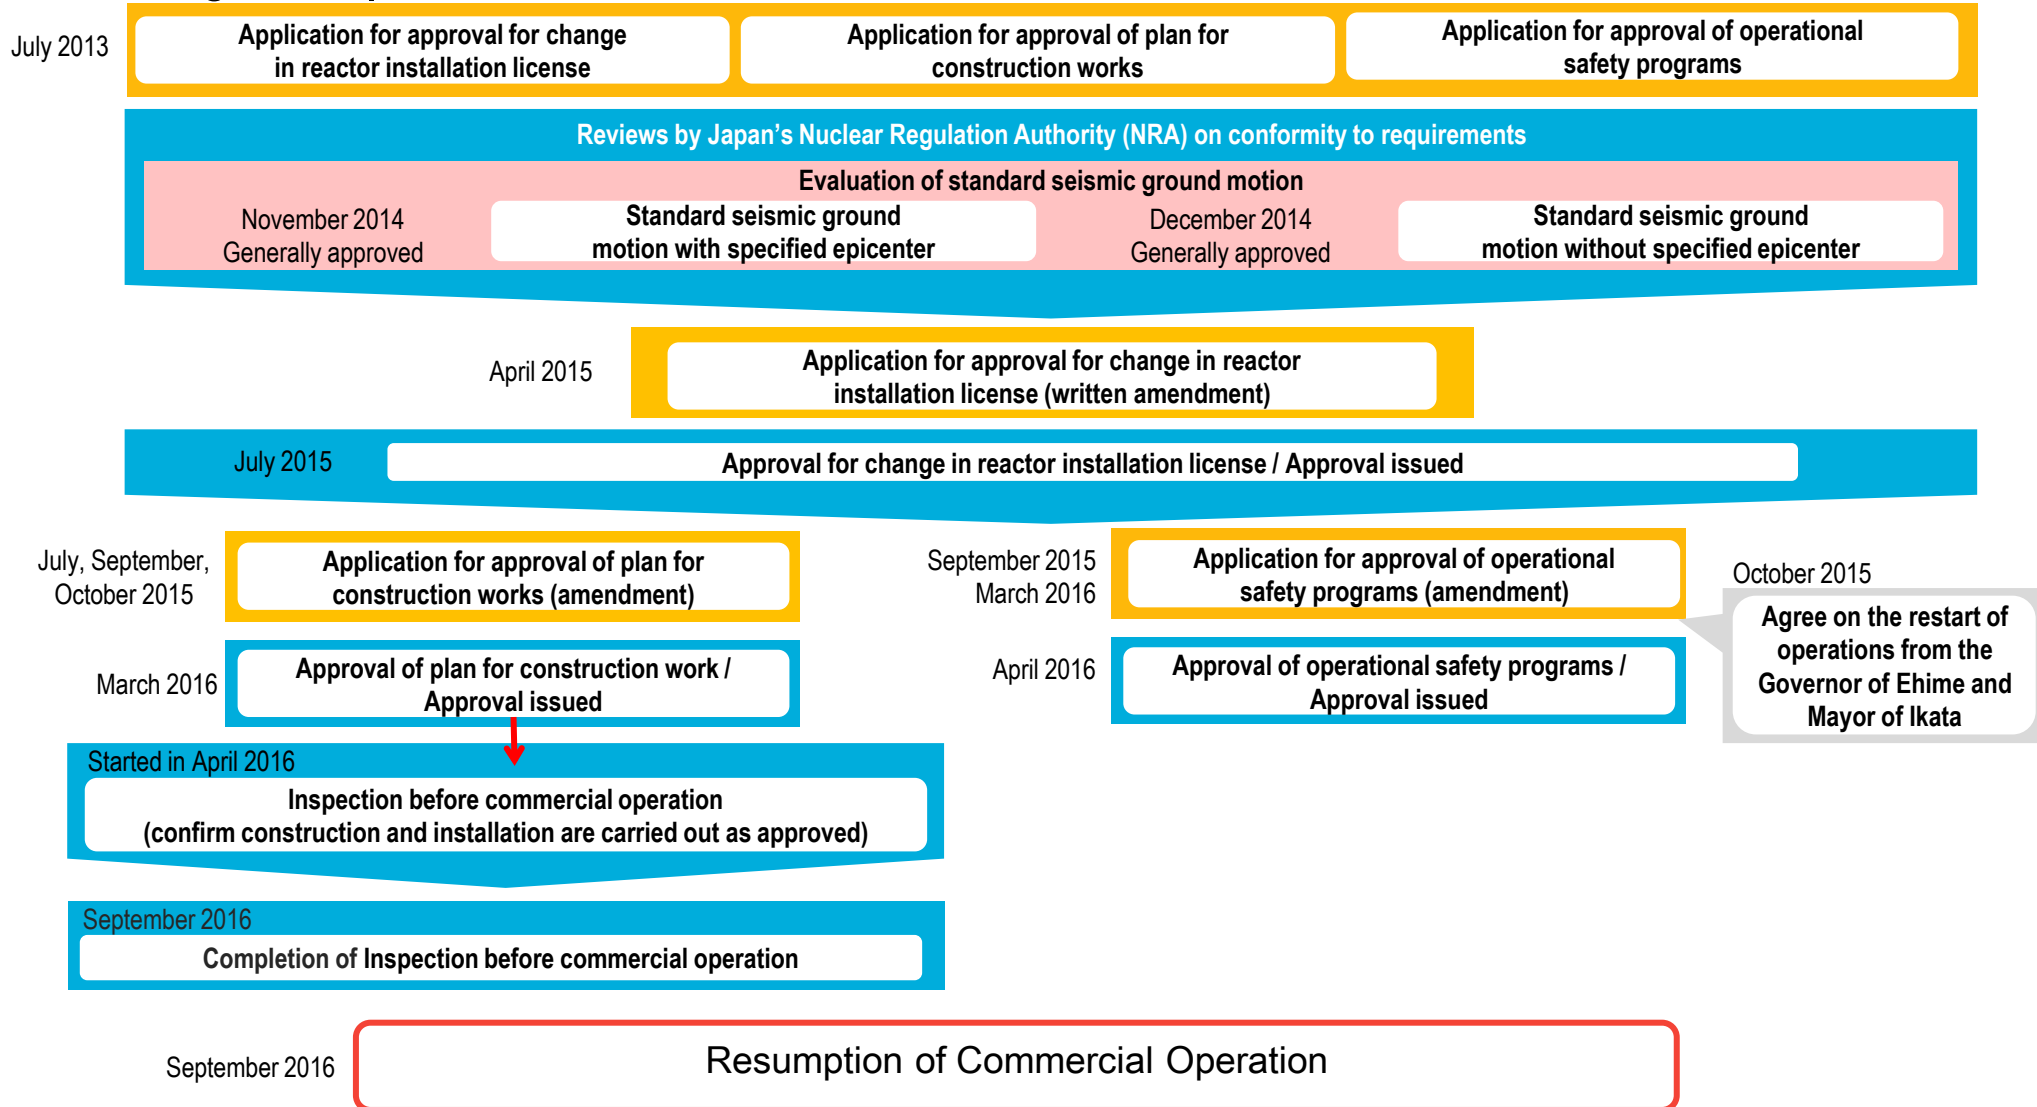 July 2013
Application for approval for change
in reactor installation license
Application for approval of plan for
construction works
Application for approval of operational
safety programs
Reviews by Japan's Nuclear Regulation Authority (NRA) on conformity to requirements
Evaluation of standard seismic ground motion
November 2014
Generally approved
Standard seismic ground
motion with specified epicenter
December 2014
Generally approved
Standard seismic ground
motion without specified epicenter
April 2015
Application for approval for change in reactor
installation license (written amendment)
July 2015
Approval for change in reactor installation license / Approval issued
July, September,
October 2015
Application for approval of plan for
construction works (amendment)
September 2015
March 2016
Application for approval of operational
safety programs (amendment)
October 2015
Agree on the restart of
operations from the
Governor of Ehime and
Mayor of Ikata
March 2016
Approval of plan for construction work /
Approval issued
April 2016
Approval of operational safety programs /
Approval issued
Started in April 2016
Inspection before commercial operation
(confirm construction and installation are carried out as approved)
September 2016
Completion of Inspection before commercial operation
September 2016
Resumption of Commercial Operation